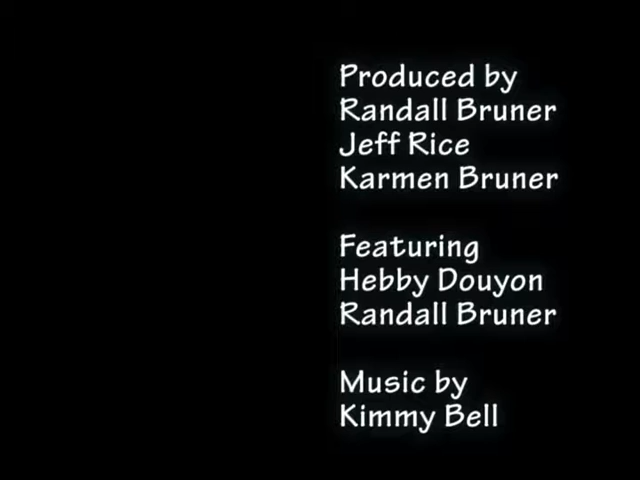 Produced by
Randall Bruner
Jeff Rice
Karmen Bruner
Featuring
Hebby Douyon
Randall Bruner
Music by
Kimmy Bell